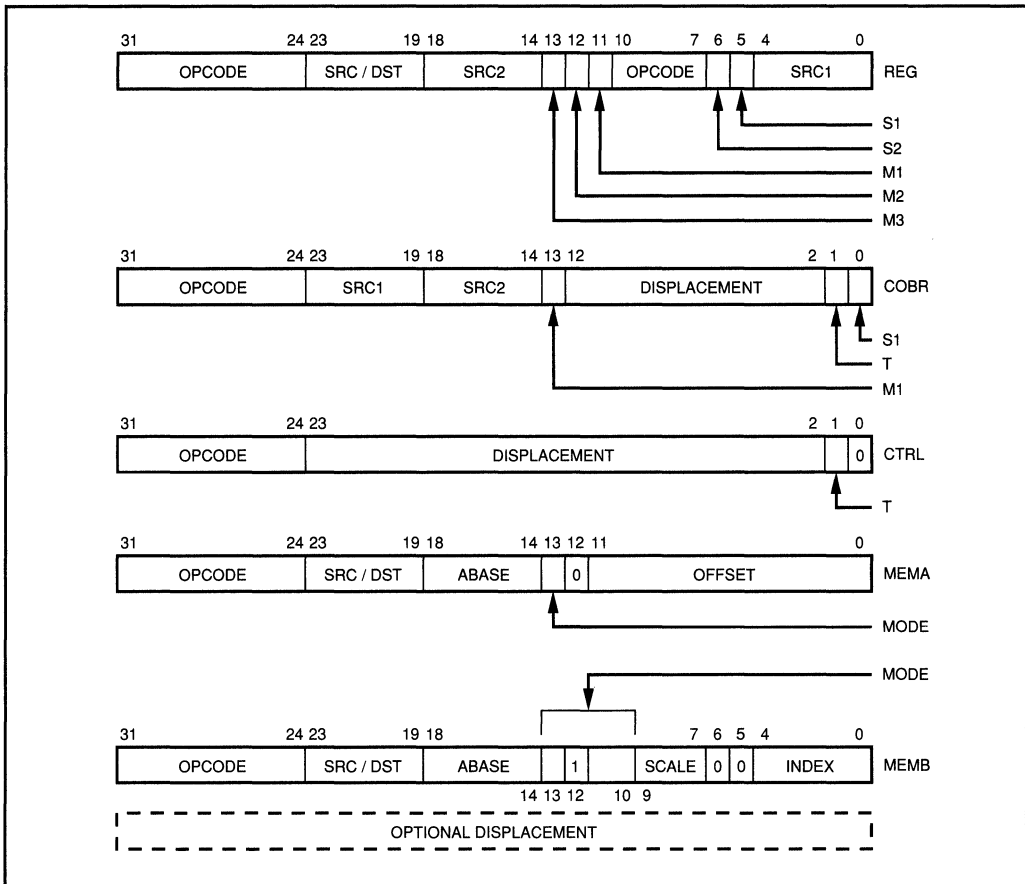 31 24 23 19 18 14 13 12 11 10 7 6 5 4 0
OPCODE SRC / DST SRC2 OPCODE SRC1 REG
S1
S2
M1
M2
M3
31 24 23 19 18 14 13 12 2 1 0
OPCODE SRC1 SRC2 DISPLACEMENT COBR
S1
T
M1
31 24 23 2 1 0
OPCODE DISPLACEMENT 0 CTRL
T
31 24 23 19 18 14 13 12 11 0
OPCODE SRC / DST ABASE 0 OFFSET MEMA
MODE
MODE
31 24 23 19 18 7 6 5 4 0
OPCODE SRC / DST ABASE 1 SCALE 0 0 INDEX MEMB
14 13 12 10 9
OPTIONAL DISPLACEMENT